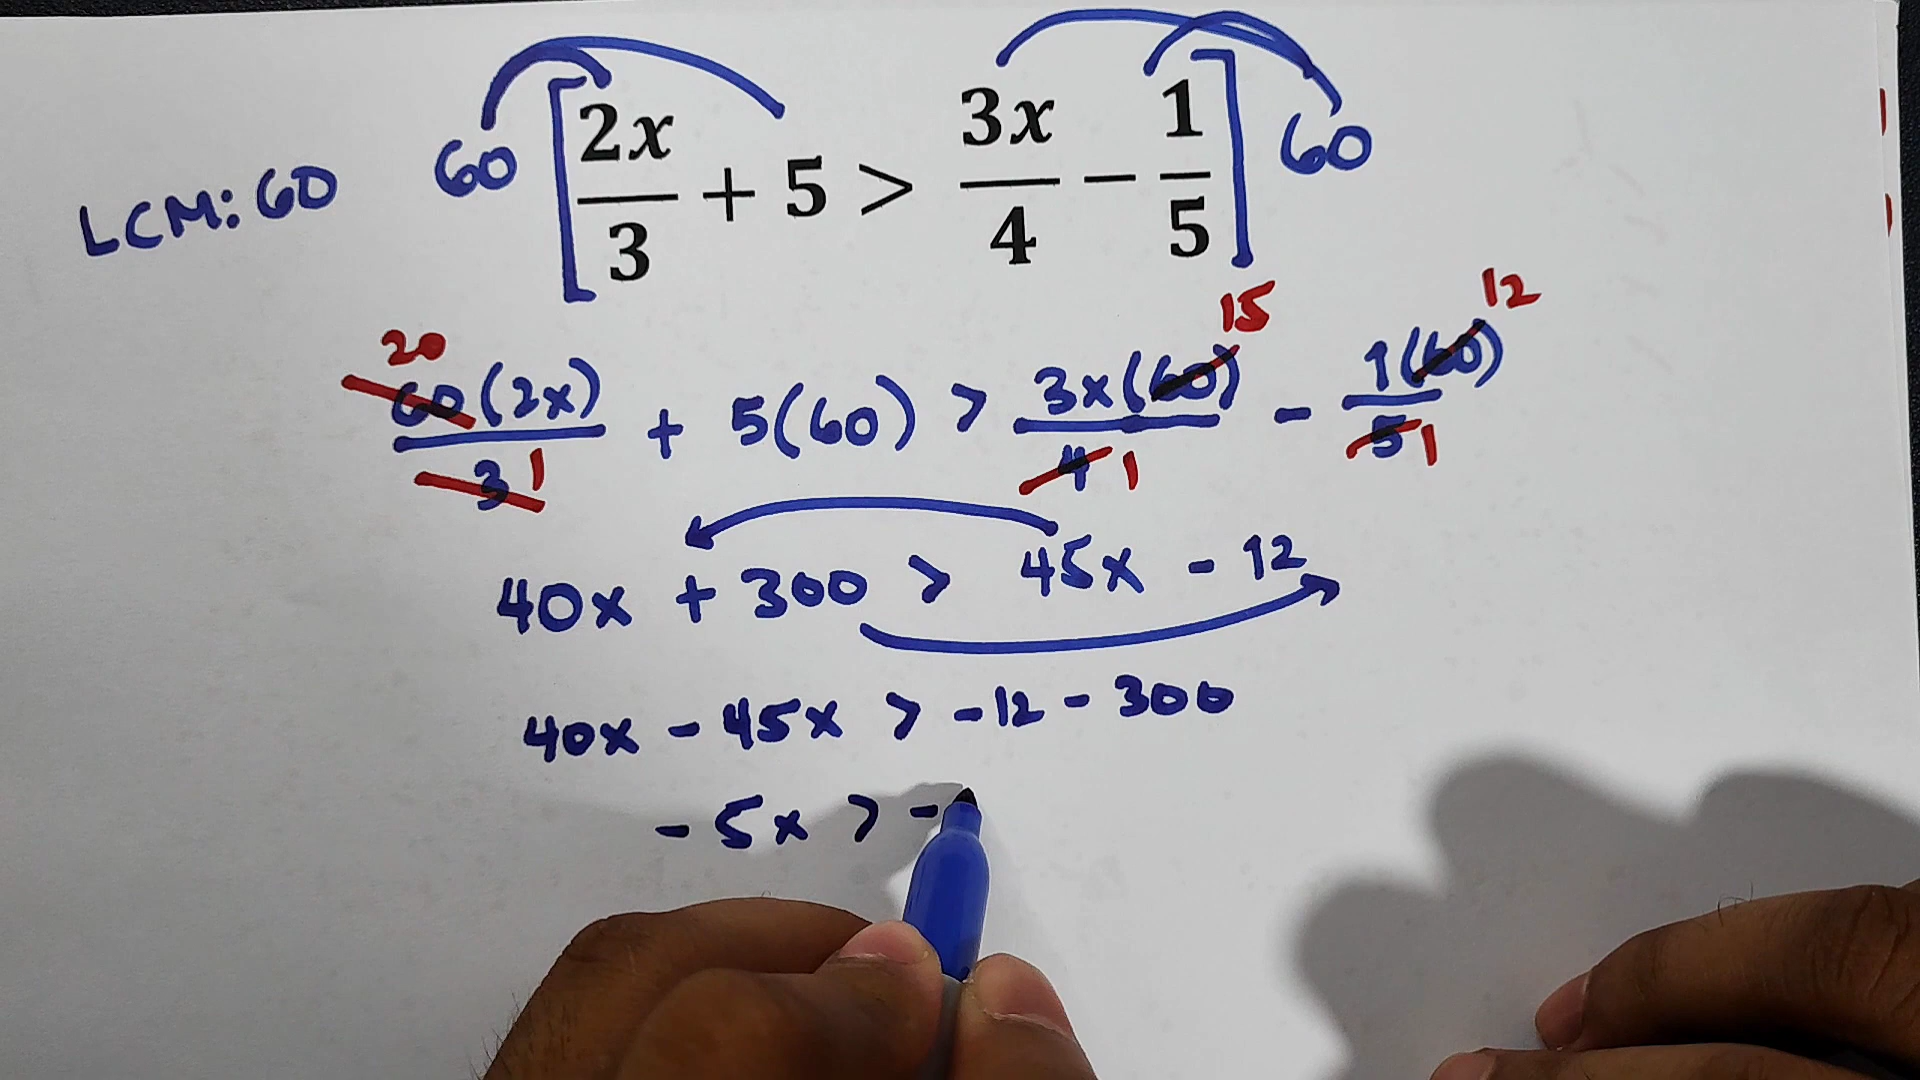 LCM: 60 60 [2x/3 + 5 > 3x/4 − 1/5] 60
20 15 12
60(2x)/3 1 + 5(60) > 3x(60)/4 1 - 1(60)/5 1
40x + 300 > 45x - 12
40x - 45x > -12 - 300
- 5x > -